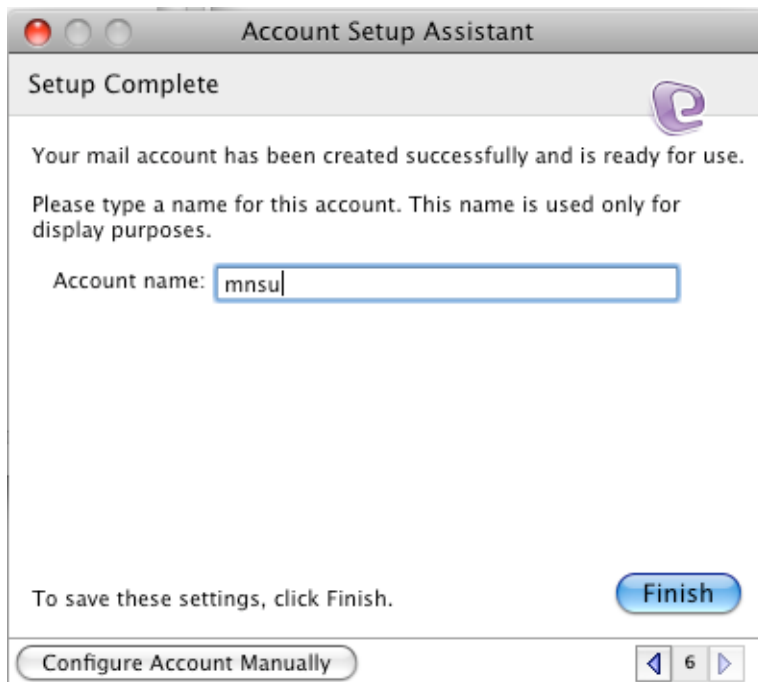 Account Setup Assistant
Setup Complete
Your mail account has been created successfully and is ready for use.
Please type a name for this account. This name is used only for
display purposes.
Account name: mnsu
To save these settings, click Finish.
Finish
Configure Account Manually
6